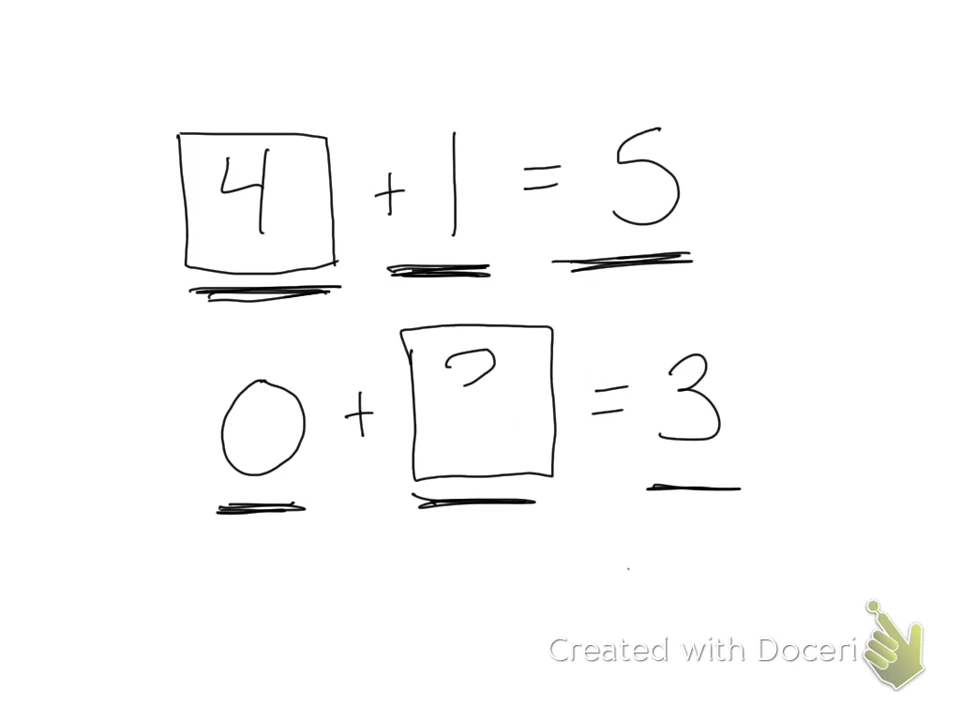 4 + 1 = 5
0 + ? = 3
Created with Doceri